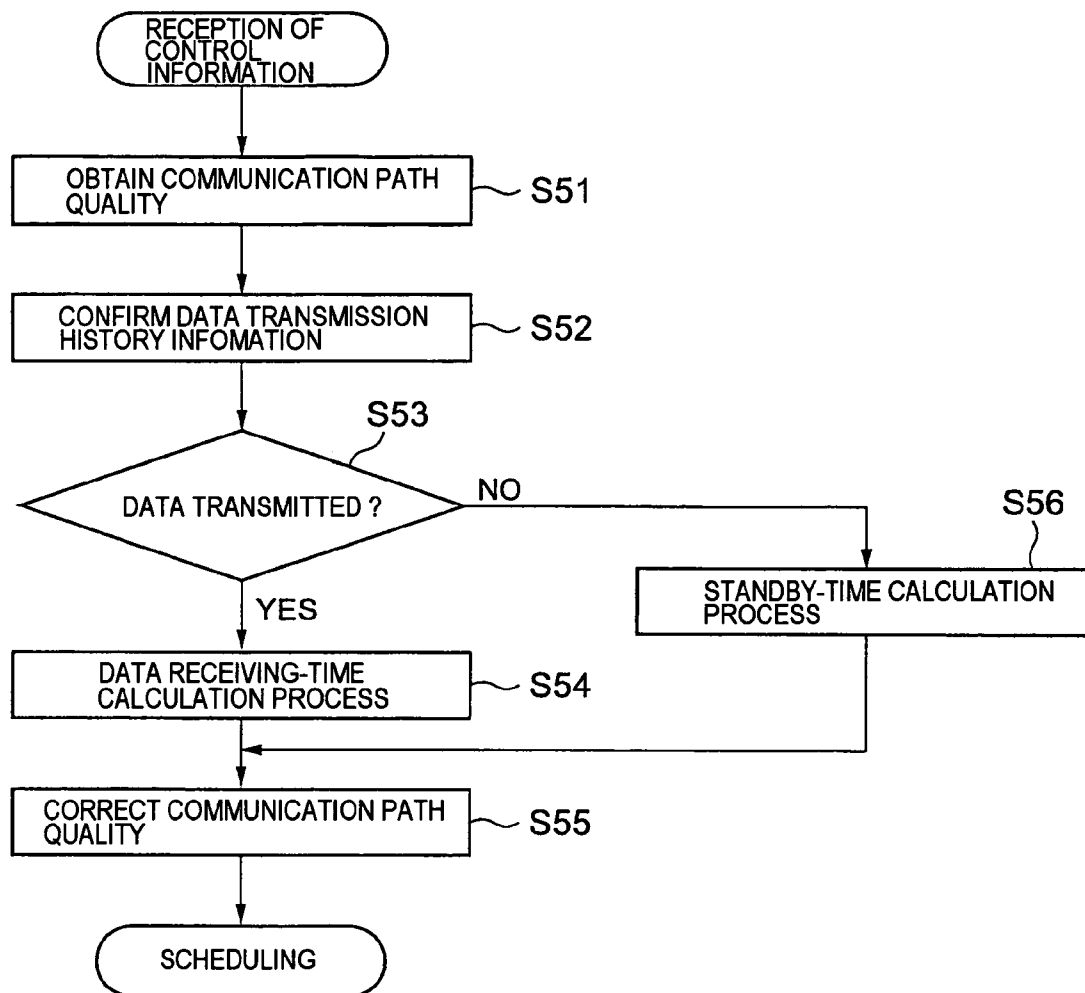 RECEPTION OF
CONTROL
INFORMATION
OBTAIN COMMUNICATION PATH
QUALITY
S51
CONFIRM DATA TRANSMISSION
HISTORY INFOMATION
S52
S53
DATA TRANSMITTED ?
NO
YES
S56
STANDBY-TIME CALCULATION
PROCESS
DATA RECEIVING-TIME
CALCULATION PROCESS
S54
CORRECT COMMUNICATION PATH
QUALITY
S55
SCHEDULING